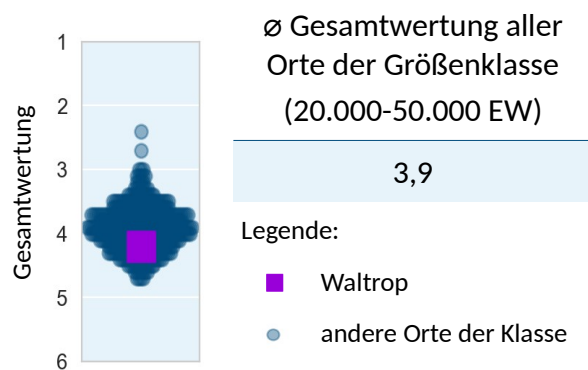 Gesamtwertung
1
2
3
4
5
6
⌀ Gesamtwertung aller
Orte der Größenklasse
(20.000-50.000 EW)
3,9
Legende:
Waltrop
andere Orte der Klasse